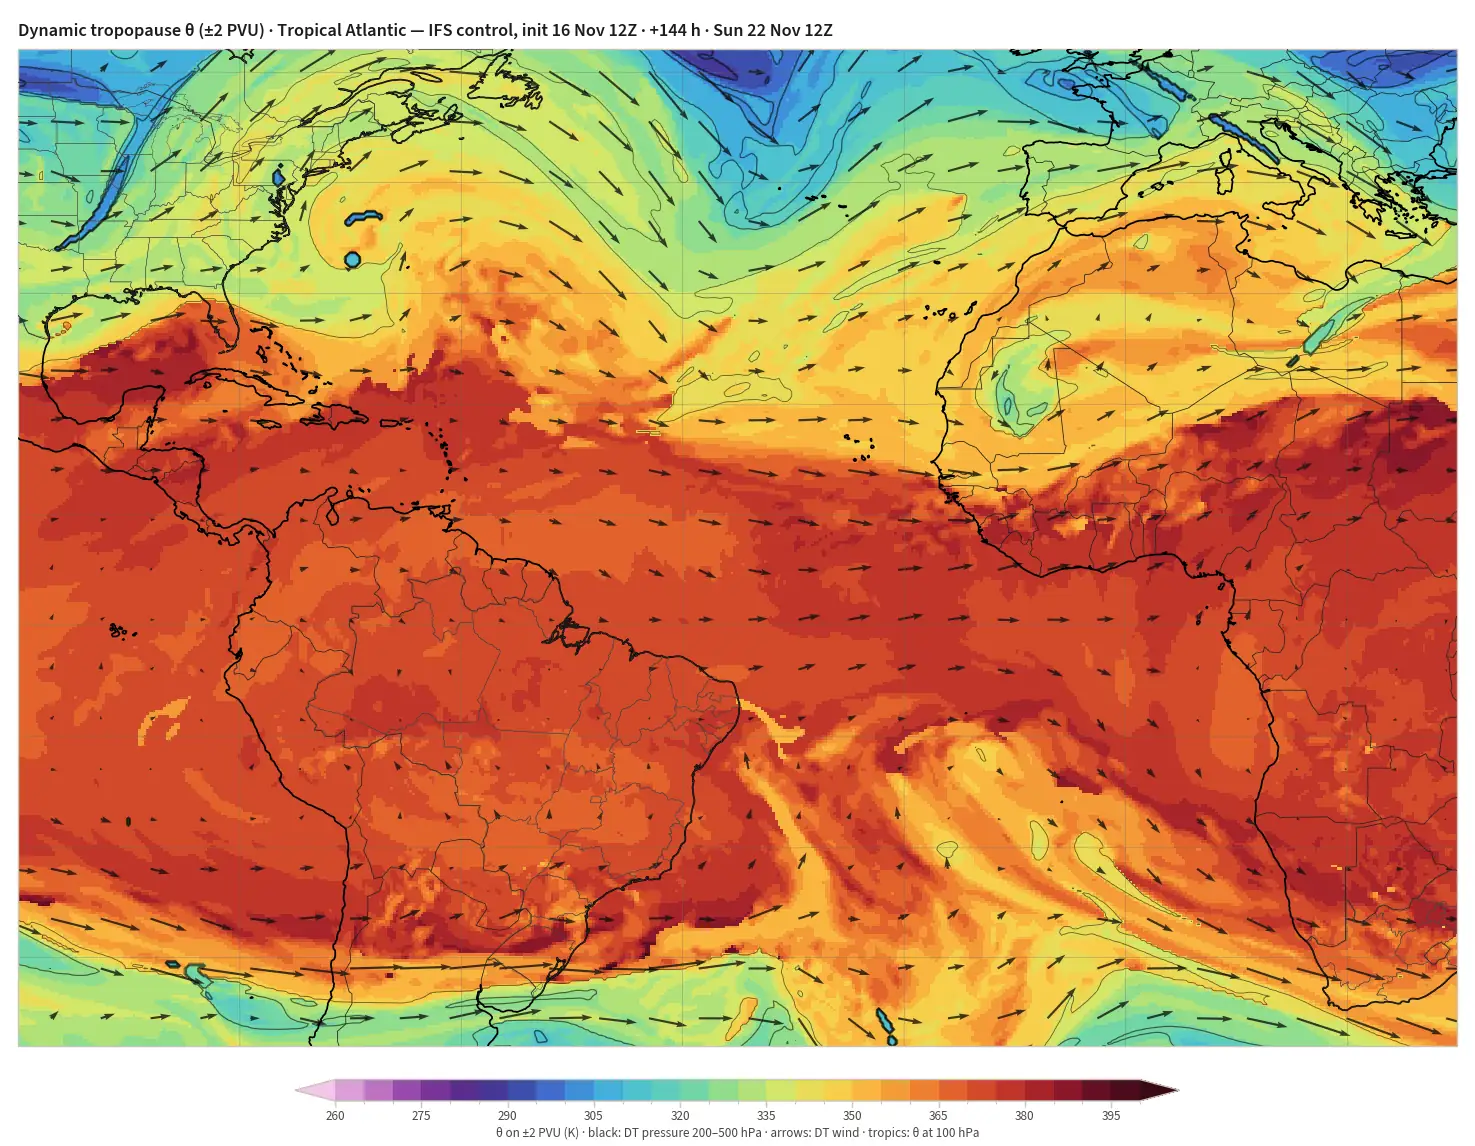 Dynamic tropopause θ (±2 PVU) · Tropical Atlantic — IFS control, init 16 Nov 12Z · +144 h · Sun 22 Nov 12Z
260 275 290 305 320 335 350 365 380 395
θ on ±2 PVU (K) · black: DT pressure 200–500 hPa · arrows: DT wind · tropics: θ at 100 hPa